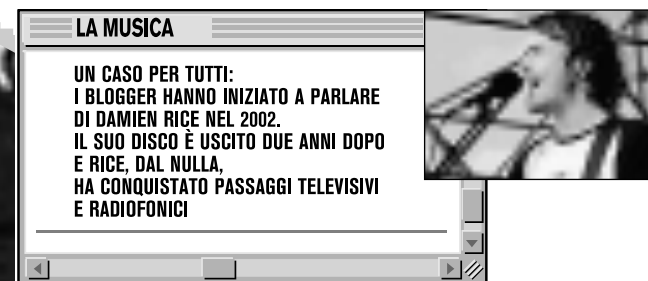 LA MUSICA
UN CASO PER TUTTI:
I BLOGGER HANNO INIZIATO A PARLARE
DI DAMIEN RICE NEL 2002.
IL SUO DISCO È USCITO DUE ANNI DOPO
E RICE, DAL NULLA,
HA CONQUISTATO PASSAGGI TELEVISIVI
E RADIOFONICI